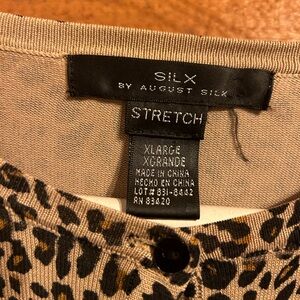 SILX
BY AUGUST SILK
STRETCH
XLARGE
XGRANDE
MADE IN CHINA
HECHO EN CHINA
LOT# 831-8442
RN 83420